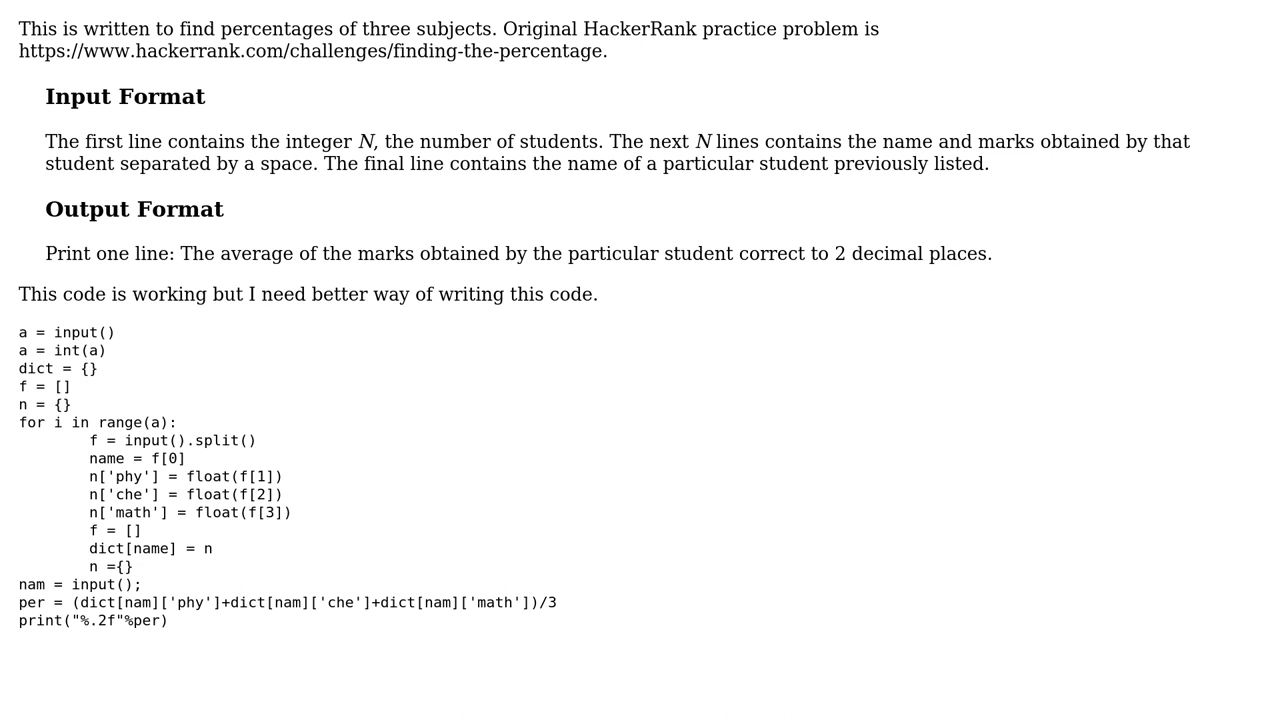 This is written to find percentages of three subjects. Original HackerRank practice problem is
https://www.hackerrank.com/challenges/finding-the-percentage.
Input Format
The first line contains the integer N, the number of students. The next N lines contains the name and marks obtained by that
student separated by a space. The final line contains the name of a particular student previously listed.
Output Format
Print one line: The average of the marks obtained by the particular student correct to 2 decimal places.
This code is working but I need better way of writing this code.
a = input()
a = int(a)
dict = {}
f = []
n = {}
for i in range(a):
        f = input().split()
        name = f[0]
        n['phy'] = float(f[1])
        n['che'] = float(f[2])
        n['math'] = float(f[3])
        f = []
        dict[name] = n
        n ={}
nam = input();
per = (dict[nam]['phy']+dict[nam]['che']+dict[nam]['math'])/3
print("%.2f"%per)